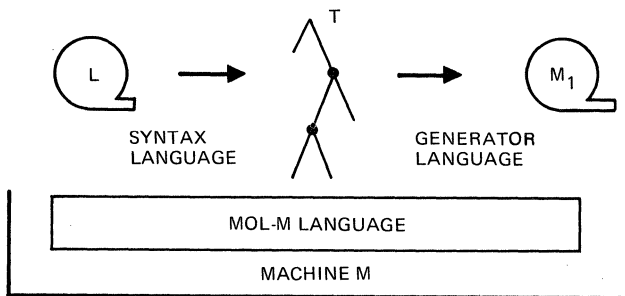 T
L
M1
SYNTAX
LANGUAGE
GENERATOR
LANGUAGE
MOL-M LANGUAGE
MACHINE M